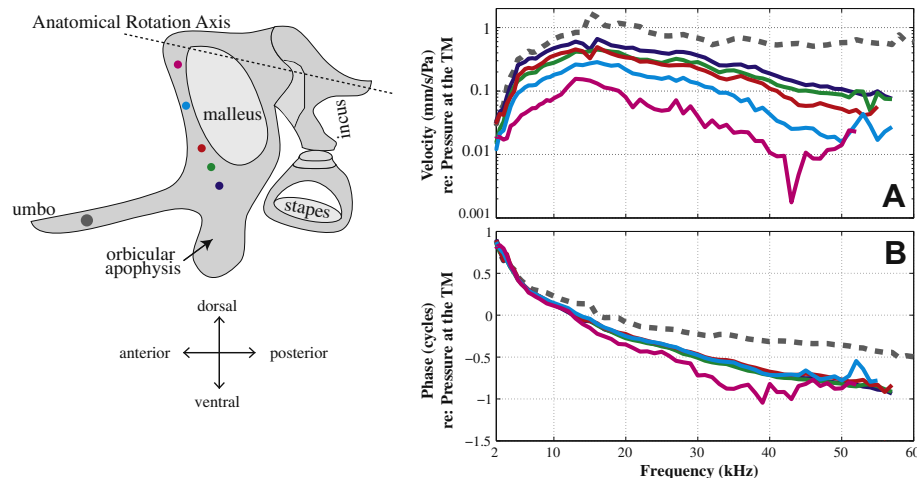 Anatomical Rotation Axis
malleus
incus
umbo
stapes
orbicular
apophysis
dorsal
anterior
posterior
ventral
Velocity (mm/s/Pa)
re: Pressure at the TM
1
0.1
0.01
0.001
A
Phase (cycles)
re: Pressure at the TM
0.5
0
-0.5
-1
-1.5
B
2
10
20
30
40
50
60
Frequency (kHz)